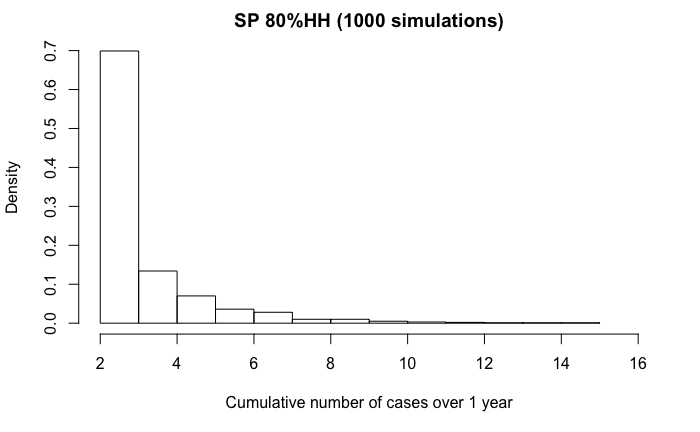 SP 80%HH (1000 simulations)
Density
0.7
0.6
0.5
0.4
0.3
0.2
0.1
0.0
2 4 6 8 10 12 14 16
Cumulative number of cases over 1 year